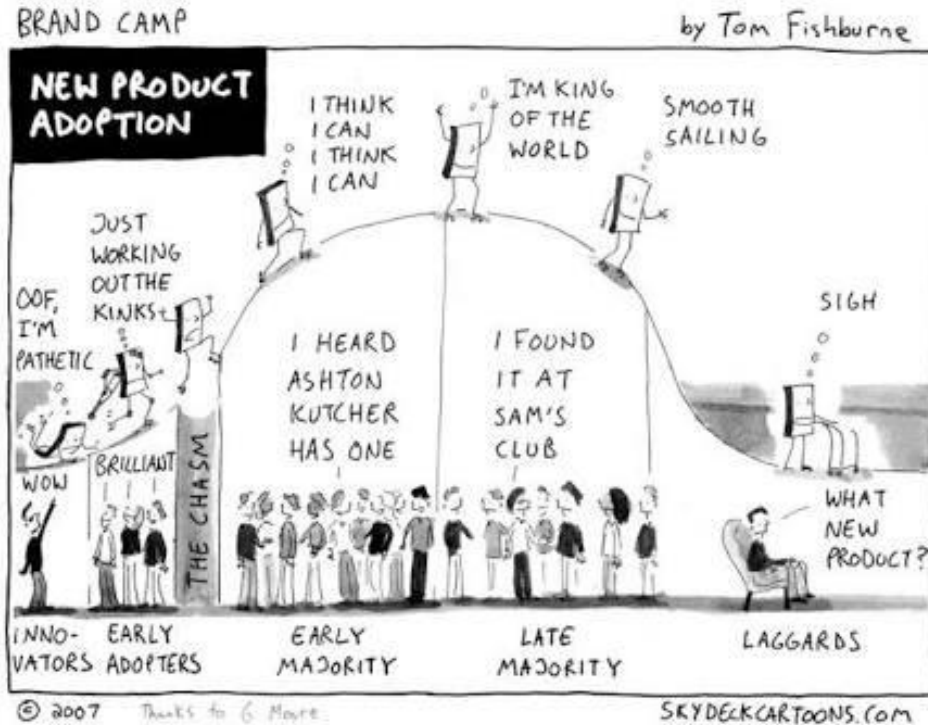 BRAND CAMP
by Tom Fishburne
NEW PRODUCT
ADOPTION
OOF,
I'M
PATHETIC
JUST
WORKING
OUT THE
KINKS
I THINK
I CAN
I THINK
I CAN
I'M KING
OF THE
WORLD
SMOOTH
SAILING
SIGH
WOW
BRILLIANT
THE CHASM
I HEARD
ASHTON
KUTCHER
HAS ONE
I FOUND
IT AT
SAM'S
CLUB
WHAT
NEW
PRODUCT?
INNO-
VATORS
EARLY
ADOPTERS
EARLY
MAJORITY
LATE
MAJORITY
LAGGARDS
© 2007
Thanks to G Moore
SKYDECKCARTOONS.COM